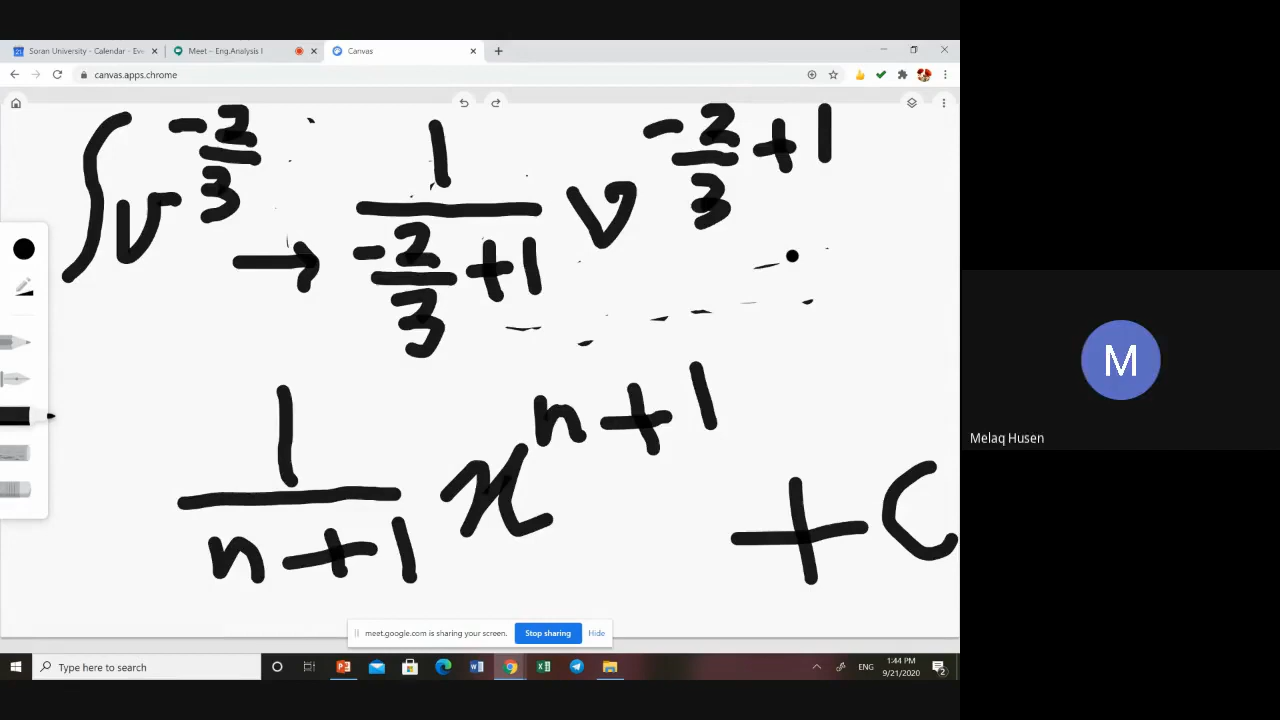 Soran University - Calendar - Eve
Meet – Eng.Analysis I
Canvas
canvas.apps.chrome
∫v^(-2/3) → 1/(-2/3+1) v^(-2/3+1)
1/(n+1) x^(n+1) + C
meet.google.com is sharing your screen.
Stop sharing
Hide
M
Melaq Husen
Type here to search
ENG
1:44 PM
9/21/2020
2